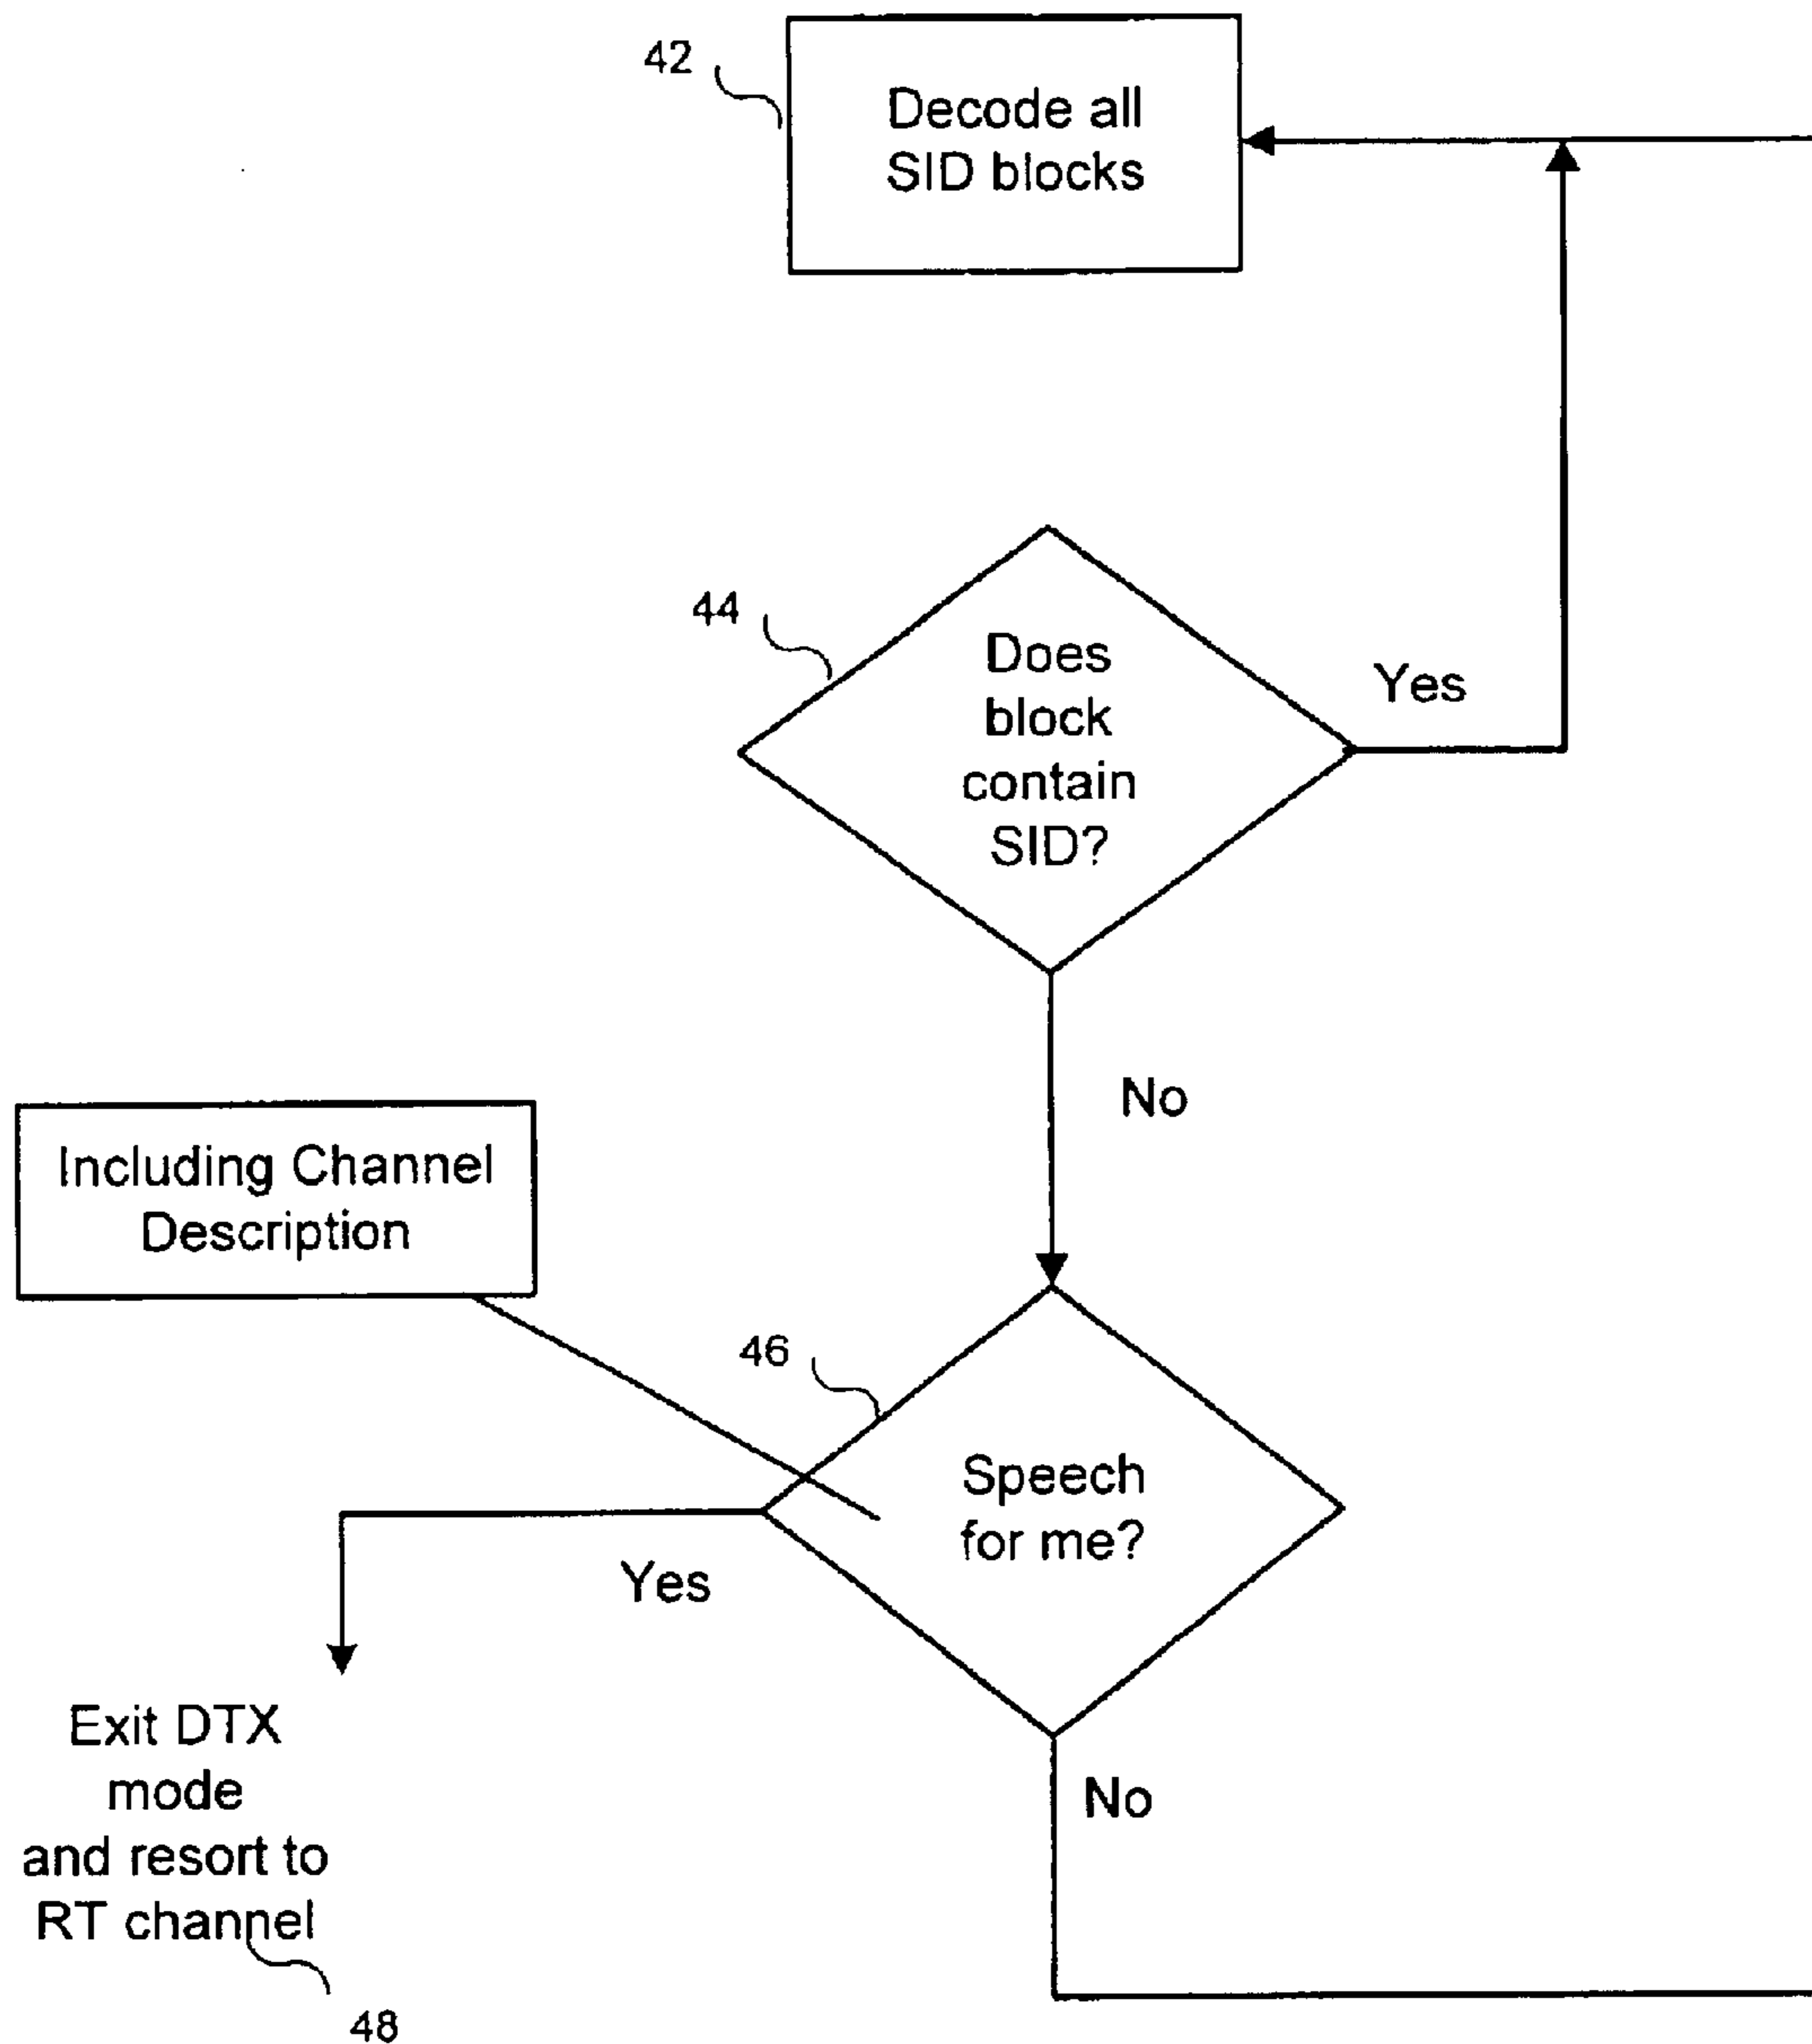 42
Decode all
SID blocks
44
Does
block
contain
SID?
Yes
No
Including Channel
Description
46
Speech
for me?
Yes
No
Exit DTX
mode
and resort to
RT channel
48